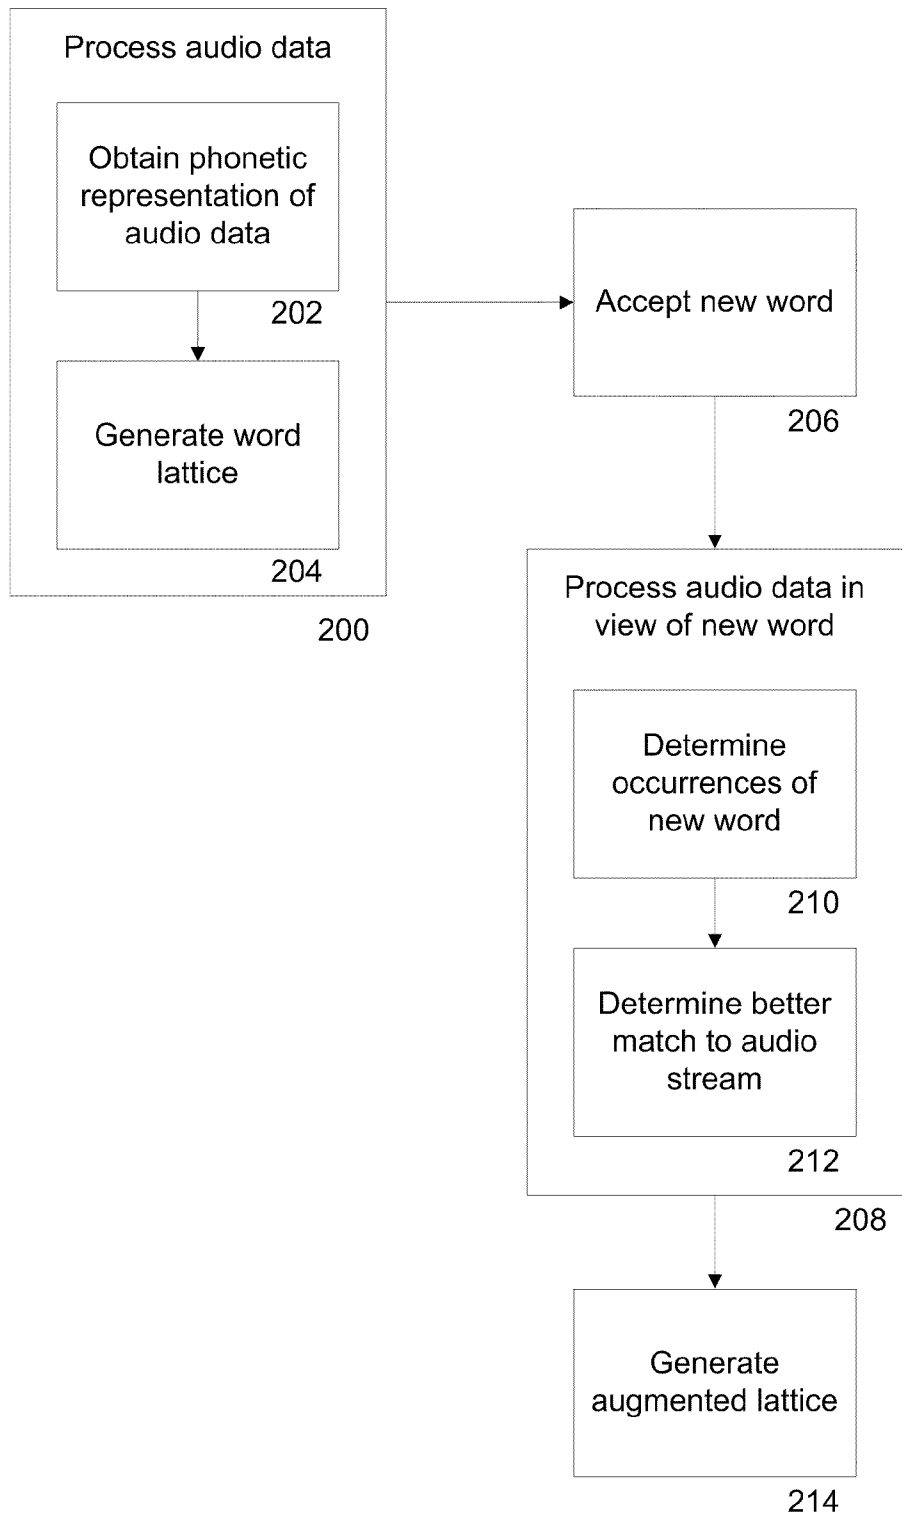 Process audio data
Obtain phonetic
representation of
audio data
202
Generate word
lattice
204
200
Accept new word
206
Process audio data in
view of new word
Determine
occurrences of
new word
210
Determine better
match to audio
stream
212
208
Generate
augmented lattice
214